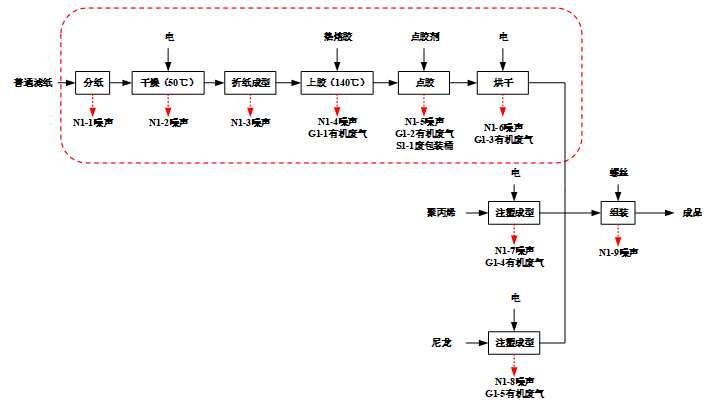 电
热熔胶
点胶剂
电
普通滤纸
分纸
干燥（50℃）
折纸成型
上胶（140℃）
点胶
烘干
N1-1噪声
N1-2噪声
N1-3噪声
N1-4噪声
G1-1有机废气
N1-5噪声
G1-2有机废气
S1-1废包装桶
N1-6噪声
G1-3有机废气
电
螺丝
聚丙烯
注塑成型
组装
成品
N1-7噪声
G1-4有机废气
N1-9噪声
电
尼龙
注塑成型
N1-8噪声
G1-5有机废气